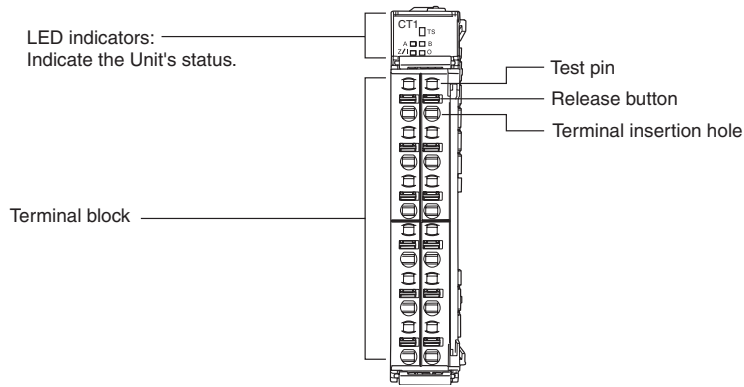 LED indicators:
Indicate the Unit's status.
CT1
TS
A B
Z/I O
Test pin
Release button
Terminal insertion hole
Terminal block